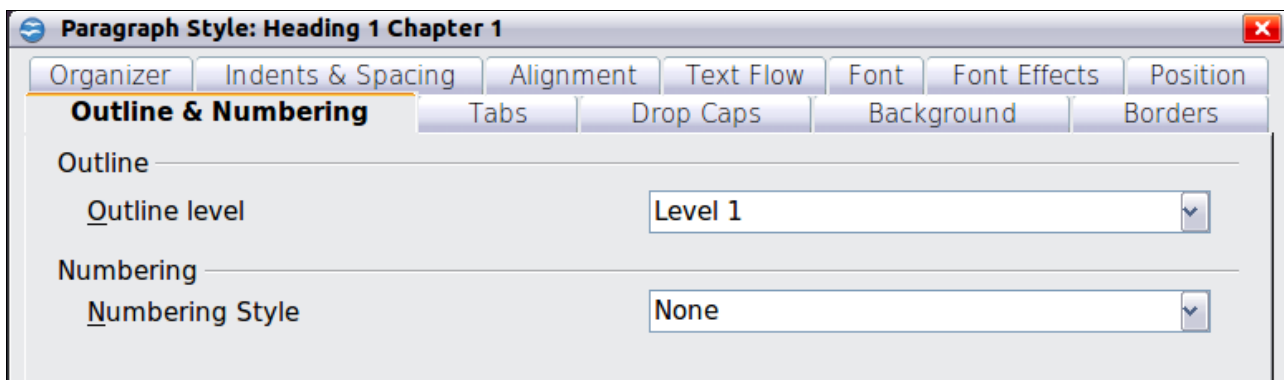 Paragraph Style: Heading 1 Chapter 1
Organizer Indents & Spacing Alignment Text Flow Font Font Effects Position
Outline & Numbering Tabs Drop Caps Background Borders
Outline
Outline level Level 1
Numbering
Numbering Style None